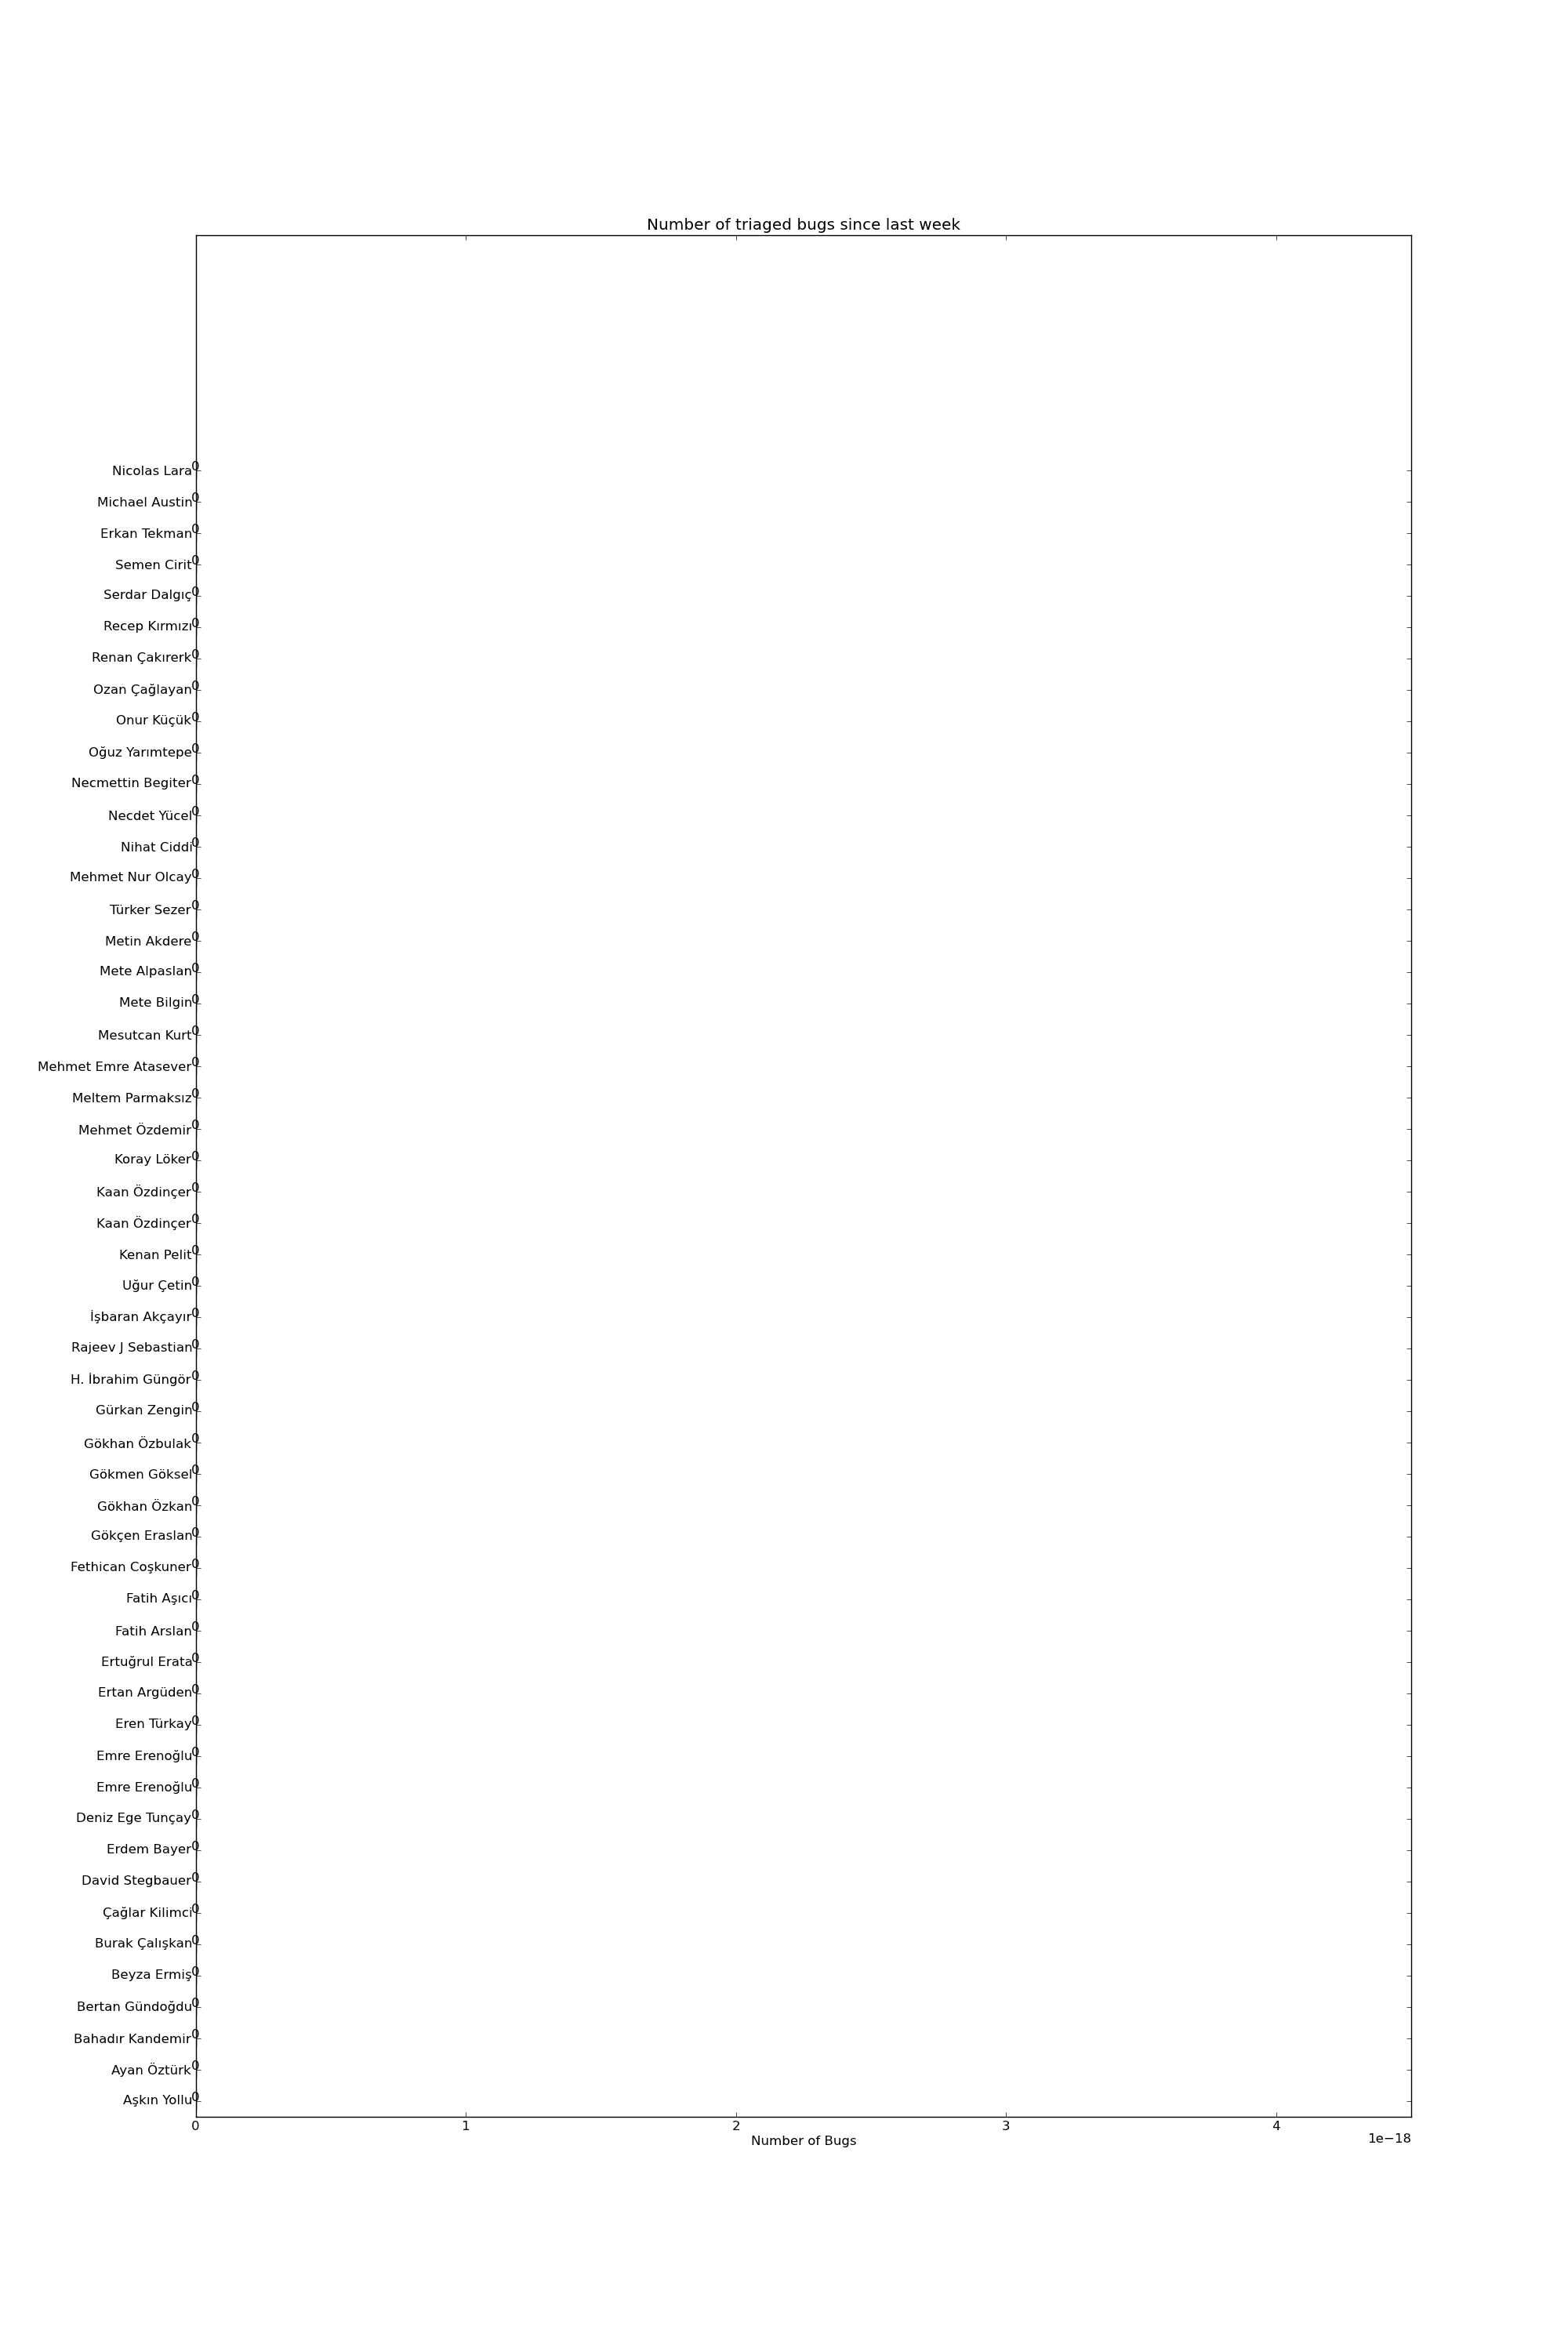 Number of triaged bugs since last week
Nicolas Lara 0
Michael Austin 0
Erkan Tekman 0
Semen Cirit 0
Serdar Dalgıç 0
Recep Kırmızı 0
Renan Çakırerk 0
Ozan Çağlayan 0
Onur Küçük 0
Oğuz Yarımtepe 0
Necmettin Begiter 0
Necdet Yücel 0
Nihat Ciddi 0
Mehmet Nur Olcay 0
Türker Sezer 0
Metin Akdere 0
Mete Alpaslan 0
Mete Bilgin 0
Mesutcan Kurt 0
Mehmet Emre Atasever 0
Meltem Parmaksız 0
Mehmet Özdemir 0
Koray Löker 0
Kaan Özdinçer 0
Kaan Özdinçer 0
Kenan Pelit 0
Uğur Çetin 0
İşbaran Akçayır 0
Rajeev J Sebastian 0
H. İbrahim Güngör 0
Gürkan Zengin 0
Gökhan Özbulak 0
Gökmen Göksel 0
Gökhan Özkan 0
Gökçen Eraslan 0
Fethican Coşkuner 0
Fatih Aşıcı 0
Fatih Arslan 0
Ertuğrul Erata 0
Ertan Argüden 0
Eren Türkay 0
Emre Erenoğlu 0
Emre Erenoğlu 0
Deniz Ege Tunçay 0
Erdem Bayer 0
David Stegbauer 0
Çağlar Kilimci 0
Burak Çalışkan 0
Beyza Ermiş 0
Bertan Gündoğdu 0
Bahadır Kandemir 0
Ayan Öztürk 0
Aşkın Yollu 0
0 1 2 3 4
1e−18
Number of Bugs